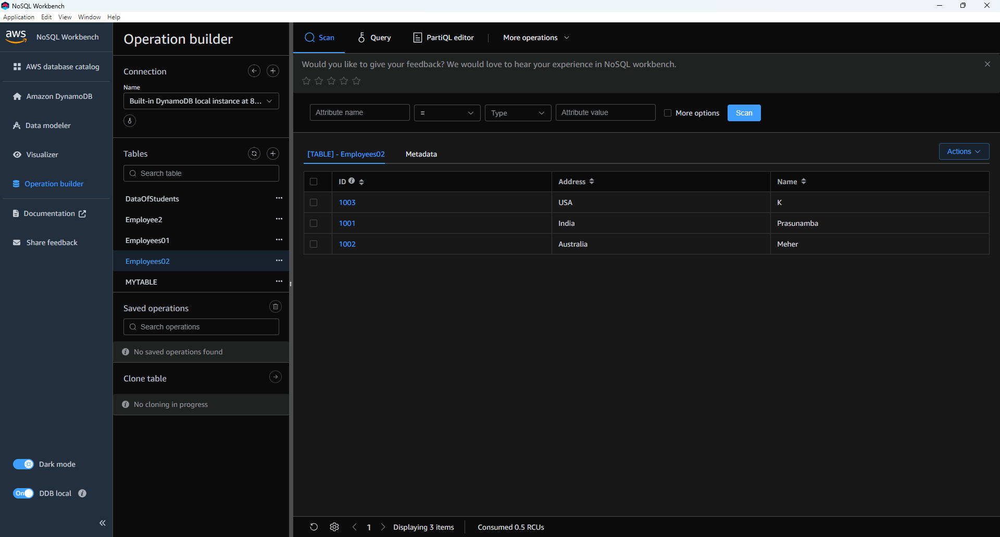 NoSQL Workbench
Application Edit View Window Help
aws NoSQL Workbench
AWS database catalog
Amazon DynamoDB
Data modeler
Visualizer
Operation builder
Documentation
Share feedback
Dark mode
On DDB local
Operation builder
Connection
Name
Built-in DynamoDB local instance at 8...
Tables
Search table
DataOfStudents
Employee2
Employees01
Employees02
MYTABLE
Saved operations
Search operations
No saved operations found
Clone table
No cloning in progress
Scan Query PartiQL editor More operations
Would you like to give your feedback? We would love to hear your experience in NoSQL workbench.
Attribute name = Type Attribute value More options Scan
[TABLE] - Employees02 Metadata Actions
ID Address Name
1003 USA K
1001 India Prasunamba
1002 Australia Meher
1 Displaying 3 items Consumed 0.5 RCUs